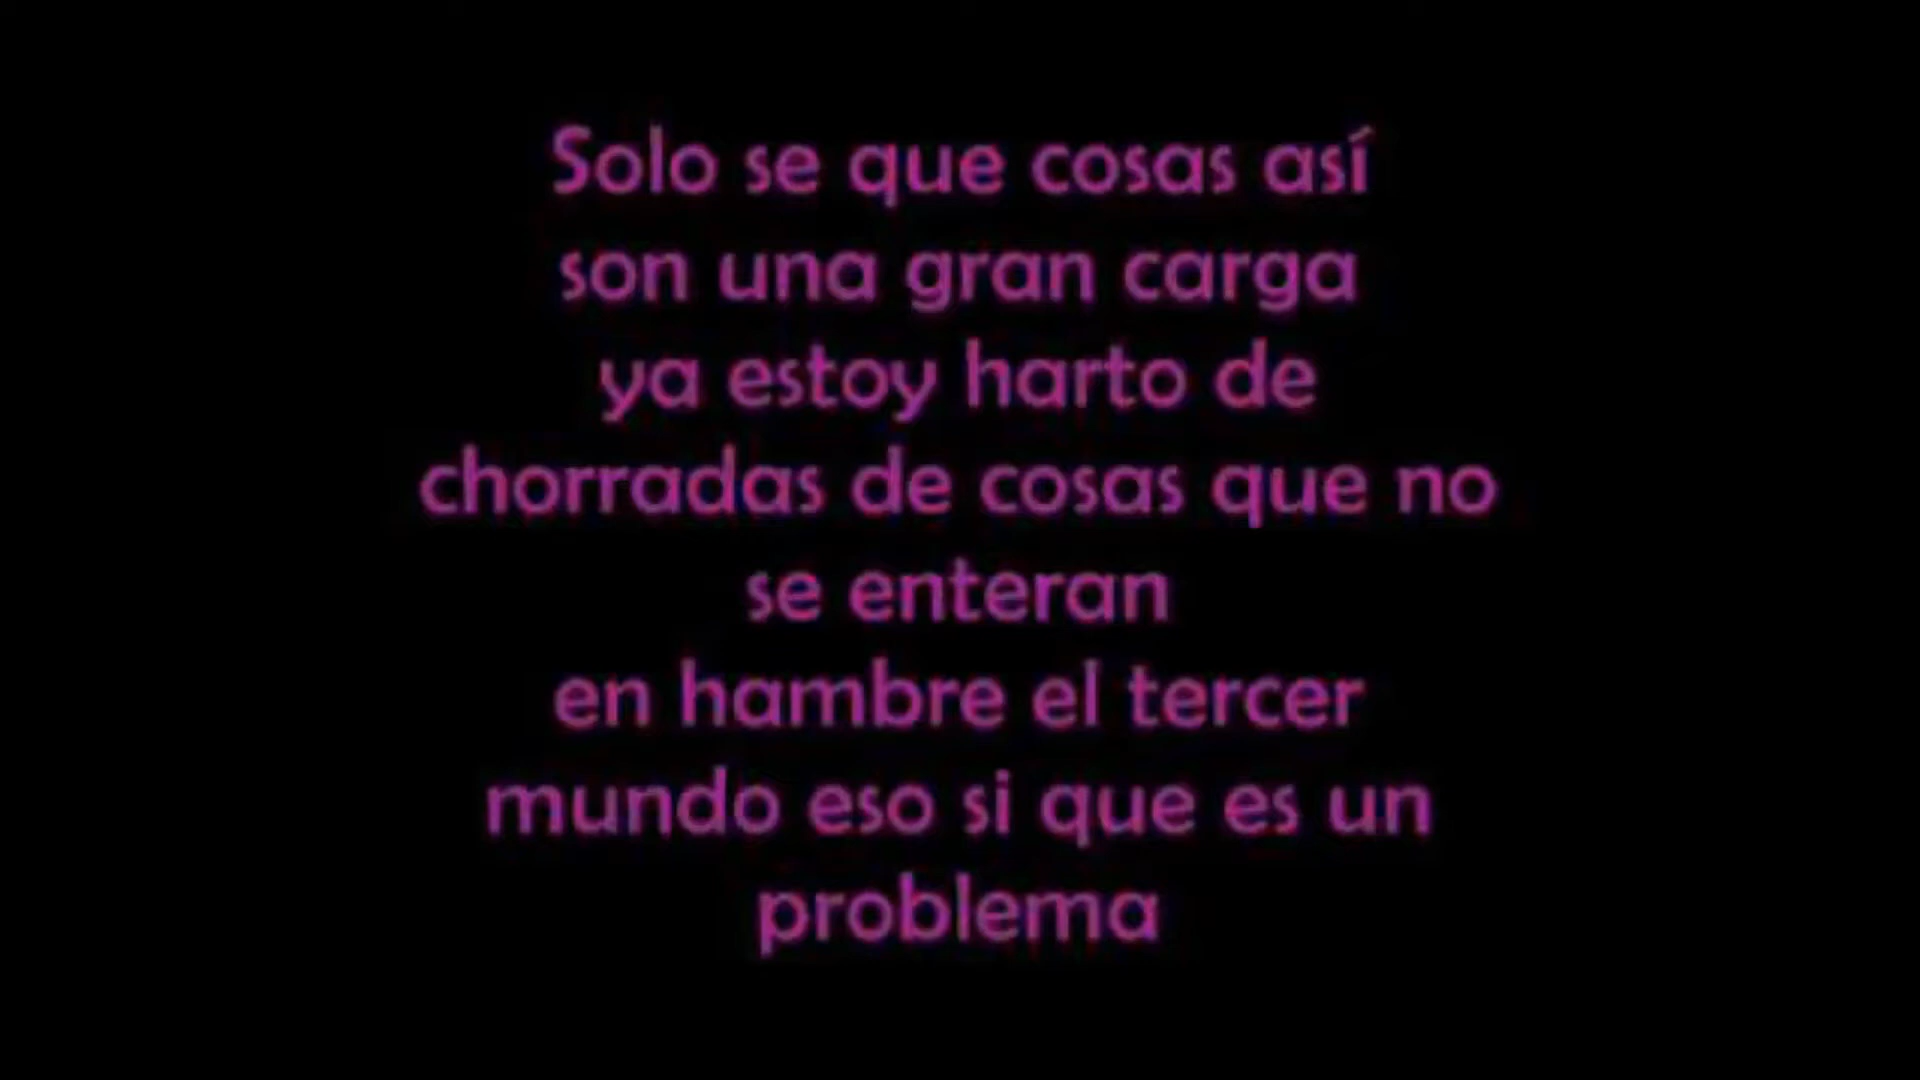 Solo se que cosas así
son una gran carga
ya estoy harto de
chorradas de cosas que no
se enteran
en hambre el tercer
mundo eso si que es un
problema